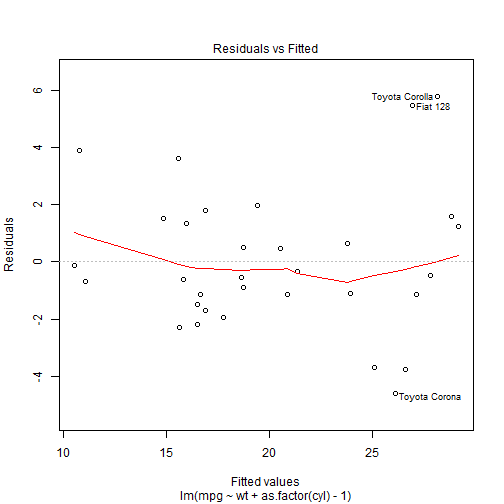 Residuals vs Fitted
6
4
2
0
-2
-4
Residuals
Toyota Corolla
Fiat 128
Toyota Corona
10 15 20 25
Fitted values
lm(mpg ~ wt + as.factor(cyl) - 1)